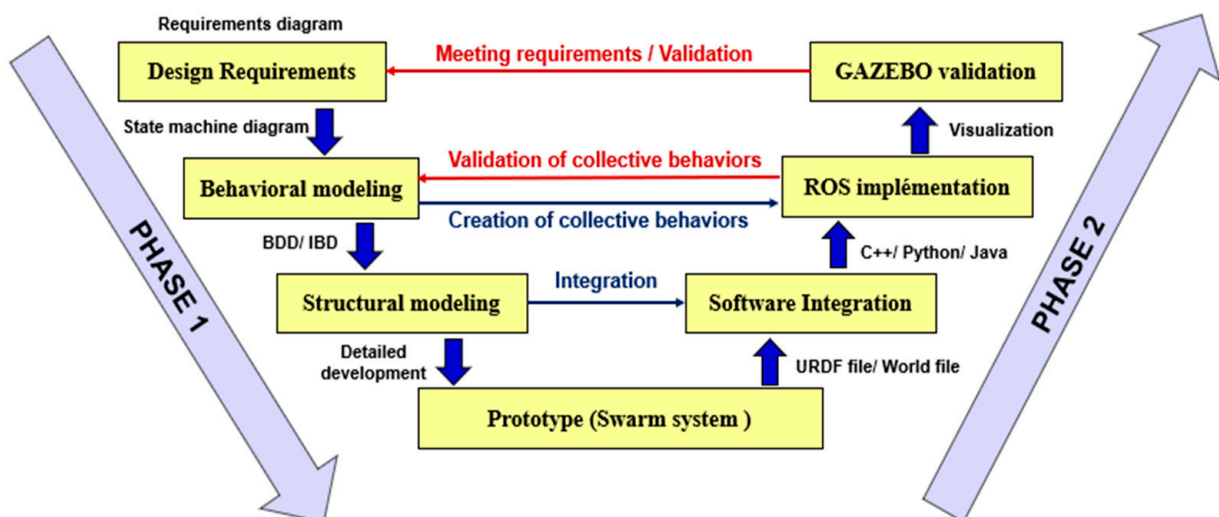 Requirements diagram
Design Requirements
Meeting requirements / Validation
GAZEBO validation
State machine diagram
Visualization
Behavioral modeling
Validation of collective behaviors
Creation of collective behaviors
ROS implémentation
BDD/ IBD
C++/ Python/ Java
Structural modeling
Integration
Software Integration
Detailed
development
URDF file/ World file
Prototype (Swarm system )
PHASE 1
PHASE 2